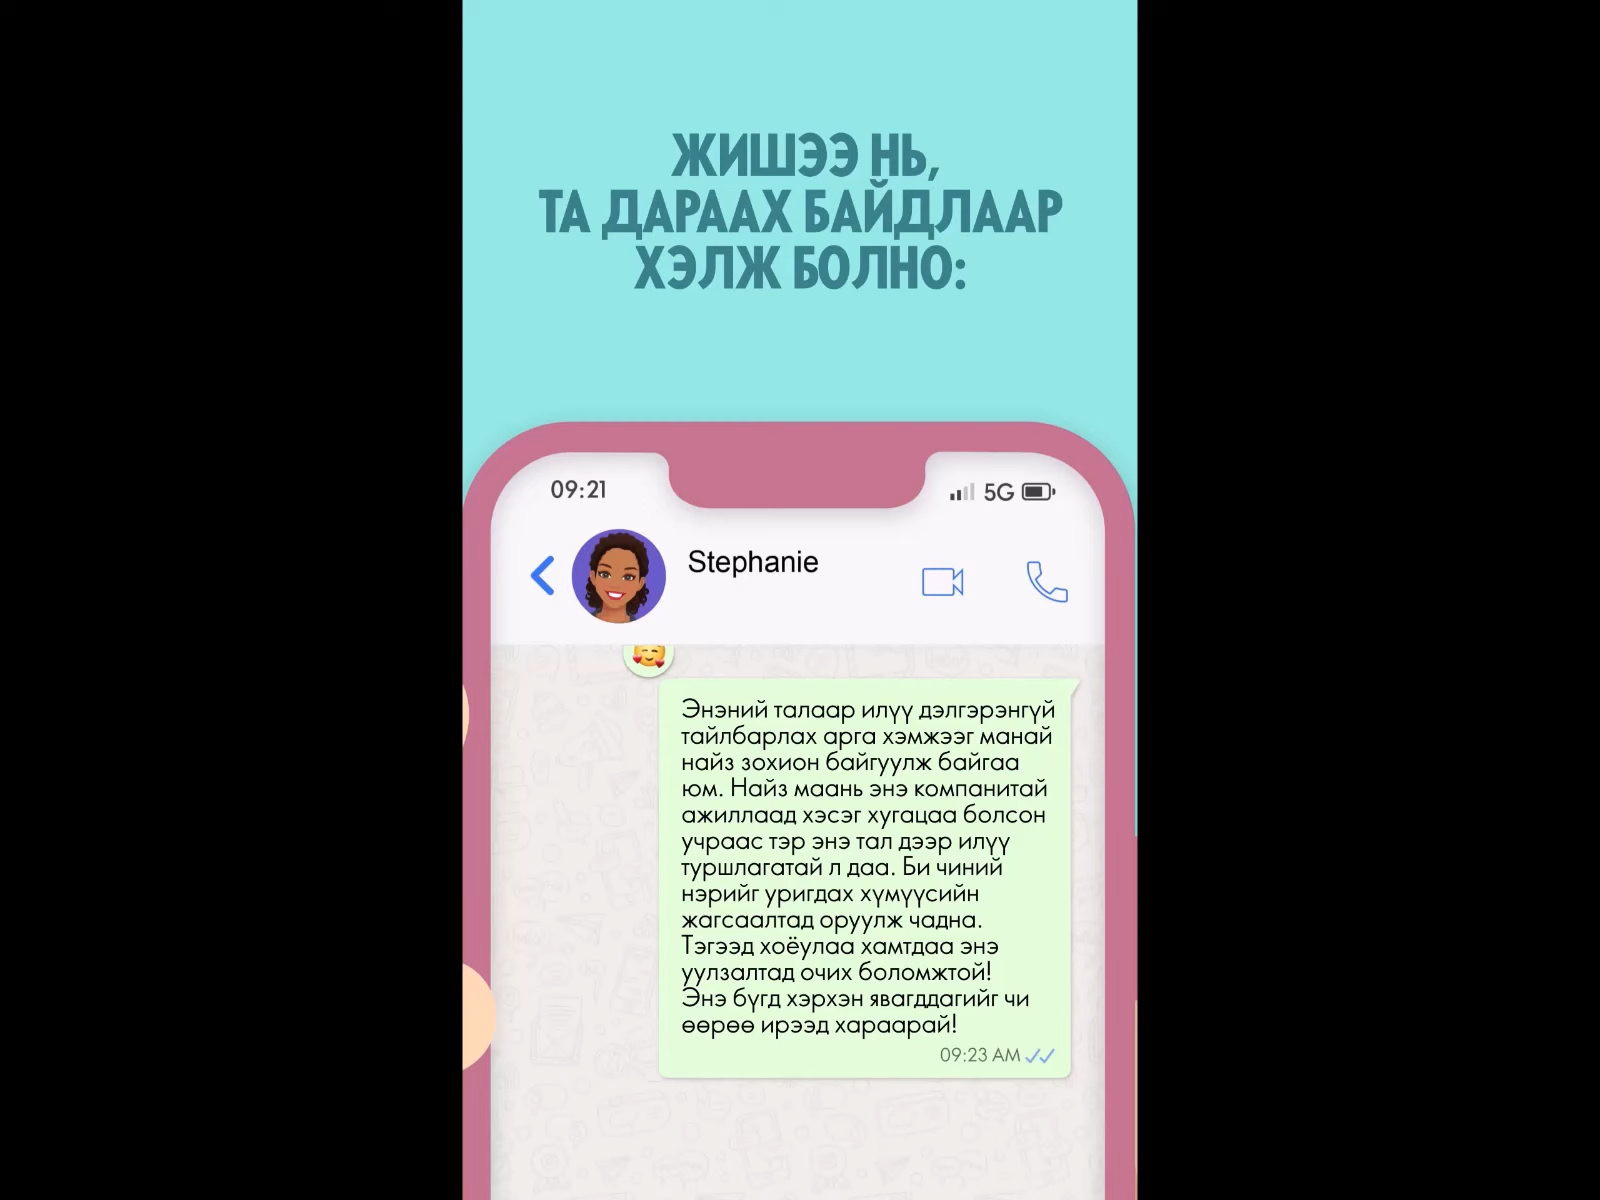 ЖИШЭЭ НЬ,
ТА ДАРААХ БАЙДЛААР
ХЭЛЖ БОЛНО:
09:21
5G
Stephanie
Энэний талаар илүү дэлгэрэнгүй
тайлбарлах арга хэмжээг манай
найз зохион байгуулж байгаа
юм. Найз маань энэ компанитай
ажиллаад хэсэг хугацаа болсон
учраас тэр энэ тал дээр илүү
туршлагатай л даа. Би чиний
нэрийг уригдах хүмүүсийн
жагсаалтад оруулж чадна.
Тэгээд хоёулаа хамтдаа энэ
уулзалтад очих боломжтой!
Энэ бүгд хэрхэн явагддагийг чи
өөрөө ирээд хараарай!
09:23 AM